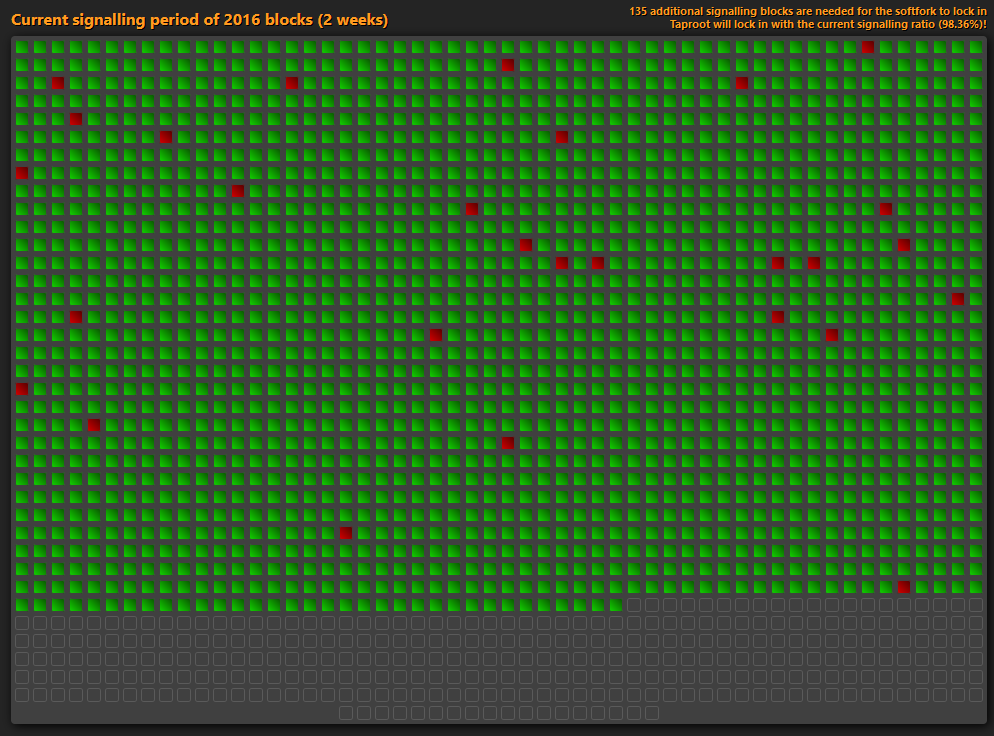 Current signalling period of 2016 blocks (2 weeks)
135 additional signalling blocks are needed for the softfork to lock in
Taproot will lock in with the current signalling ratio (98.36%)!